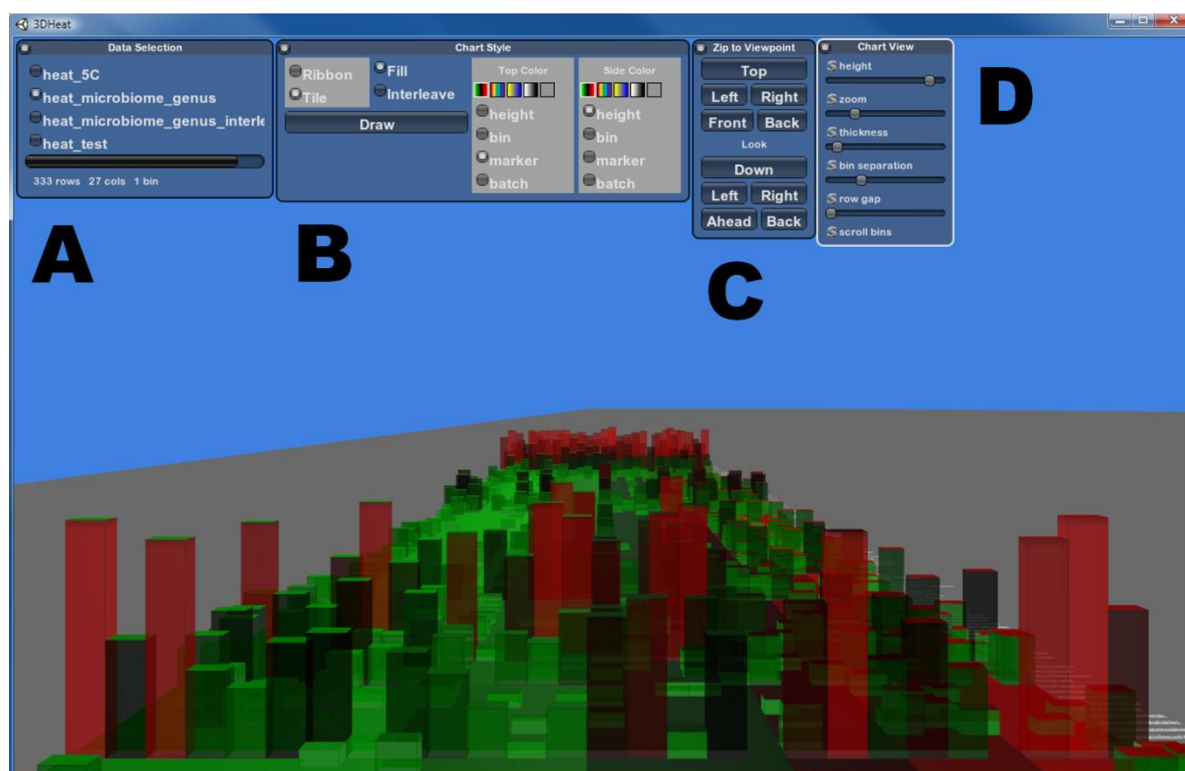 3DHeat
Data Selection
heat_5C
heat_microbiome_genus
heat_microbiome_genus_interle
heat_test
333 rows 27 cols 1 bin
A
Chart Style
Ribbon
Tile
Fill
Interleave
Draw
Top Color
height
bin
marker
batch
Side Color
height
bin
marker
batch
B
Zip to Viewpoint
Top
Left Right
Front Back
Look
Down
Left Right
Ahead Back
C
Chart View
height
zoom
thickness
bin separation
row gap
scroll bins
D